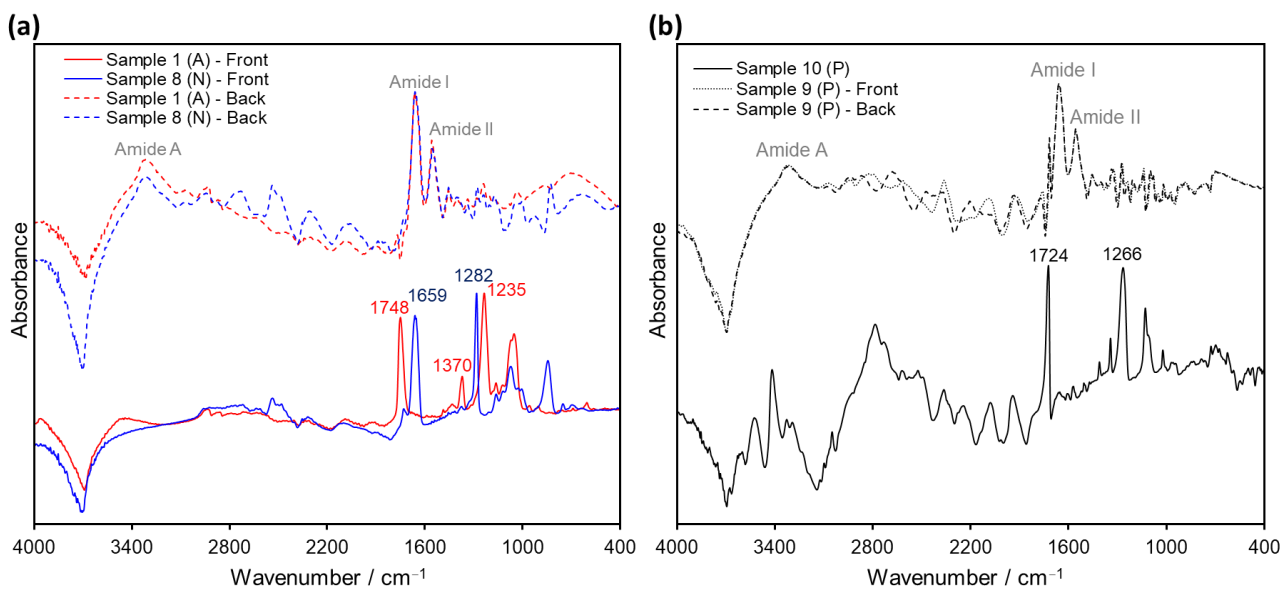 (a)
Sample 1 (A) - Front
Sample 8 (N) - Front
Sample 1 (A) - Back
Sample 8 (N) - Back
Amide I
Amide II
Amide A
1282
1659
1235
1748
1370
Absorbance
4000 3400 2800 2200 1600 1000 400
Wavenumber / cm⁻¹
(b)
Sample 10 (P)
Sample 9 (P) - Front
Sample 9 (P) - Back
Amide I
Amide II
Amide A
1724
1266
Absorbance
4000 3400 2800 2200 1600 1000 400
Wavenumber / cm⁻¹